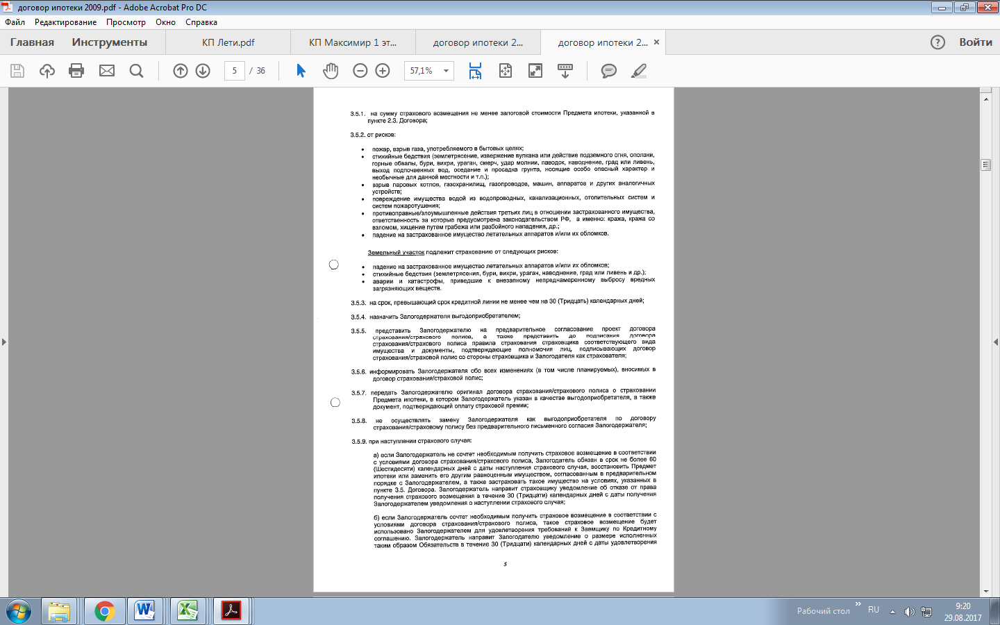 договор ипотеки 2009.pdf - Adobe Acrobat Pro DC
Файл Редактирование Просмотр Окно Справка
Главная Инструменты КП Лети.pdf КП Максимир 1 эт... договор ипотеки 2... договор ипотеки 2... × ? Войти
5 / 36 57,1%
3.5.1. на сумму страхового возмещения не менее залоговой стоимости Предмета ипотеки, указанной в
пункте 2.3. Договора;
3.5.2. от рисков:
• пожар, взрыв газа, употребляемого в бытовых целях;
• стихийные бедствия (землетрясение, извержение вулкана или действие подземного огня, оползни,
горные обвалы, бури, вихри, ураган, смерч, удар молнии, паводок, наводнение, град или ливень,
выход подпочвенных вод, оседание и просадка грунта, носящие особо опасный характер и
необычные для данной местности и т.п.);
• взрыв паровых котлов, газохранилищ, газопроводов, машин, аппаратов и других аналогичных
устройств;
• повреждение имущества водой из водопроводных, канализационных, отопительных систем и
систем пожаротушения;
• противоправные/злоумышленные действия третьих лиц в отношении застрахованного имущества,
ответственность за которые предусмотрена законодательством РФ, а именно: кража, кража со
взломом, хищение путем грабежа или разбойного нападения, др.;
• падение на застрахованное имущество летательных аппаратов и/или их обломков.
Земельный участок подлежит страхованию от следующих рисков:
• падение на застрахованное имущество летательных аппаратов и/или их обломков;
• стихийные бедствия (землетрясения, бури, вихри, ураган, наводнение, град или ливень и др.);
• аварии и катастрофы, приведшие к внезапному непреднамеренному выбросу вредных
загрязняющих веществ.
3.5.3. на срок, превышающий срок кредитной линии не менее чем на 30 (Тридцать) календарных дней;
3.5.4. назначить Залогодержателя выгодоприобретателем;
3.5.5. представить Залогодержателю на предварительное согласование проект договора
страхования/страхового полиса, а также представить до подписания договора
страхования/страхового полиса правила страхования страховщика соответствующего вида
имущества и документы, подтверждающие полномочия лиц, подписывающих договор
страхования/страховой полис со стороны страховщика и Залогодателя как страхователя;
3.5.6. информировать Залогодержателя обо всех изменениях (в том числе планируемых), вносимых в
договор страхования/страховой полис;
3.5.7. передать Залогодержателю оригинал договора страхования/страхового полиса о страховании
Предмета ипотеки, в котором Залогодержатель указан в качестве выгодоприобретателя, а также
документ, подтверждающий оплату страховой премии;
3.5.8. не осуществлять замену Залогодержателя как выгодоприобретателя по договору
страхования/страховому полису без предварительного письменного согласия Залогодержателя;
3.5.9. при наступлении страхового случая:
а) если Залогодержатель не сочтет необходимым получить страховое возмещение в соответствии
с условиями договора страхования/страхового полиса, Залогодатель обязан в срок не более 60
(Шестидесяти) календарных дней с даты наступления страхового случая, восстановить Предмет
ипотеки или заменить его другим равноценным имуществом, согласованным в предварительном
порядке с Залогодержателем, а также застраховать такое имущество на условиях, указанных в
пункте 3.5. Договора. Залогодержатель направит страховщику уведомление об отказе от права
получения страхового возмещения в течение 30 (Тридцати) календарных дней с даты получения
Залогодержателем уведомления о наступлении страхового случая;
б) если Залогодержатель сочтет необходимым получить страховое возмещение в соответствии с
условиями договора страхования/страхового полиса, такое страховое возмещение будет
использовано Залогодержателем для удовлетворения требований к Заемщику по Кредитному
соглашению. Залогодержатель направит Залогодателю уведомление о размере исполненных
таким образом Обязательств в течение 30 (Тридцати) календарных дней с даты удовлетворения
5
Рабочий стол » RU 9:20
29.08.2017